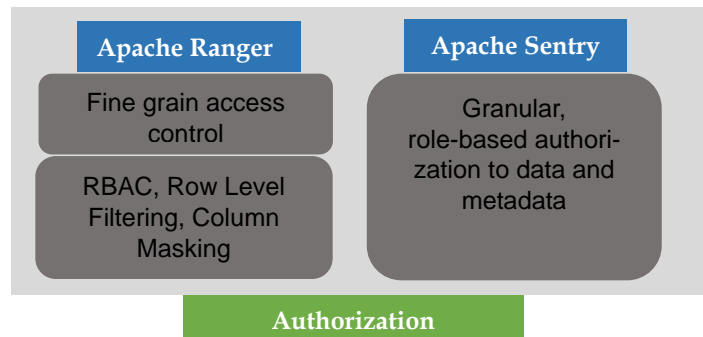 Apache Ranger
Fine grain access
control
RBAC, Row Level
Filtering, Column
Masking
Apache Sentry
Granular,
role-based authori-
zation to data and
metadata
Authorization